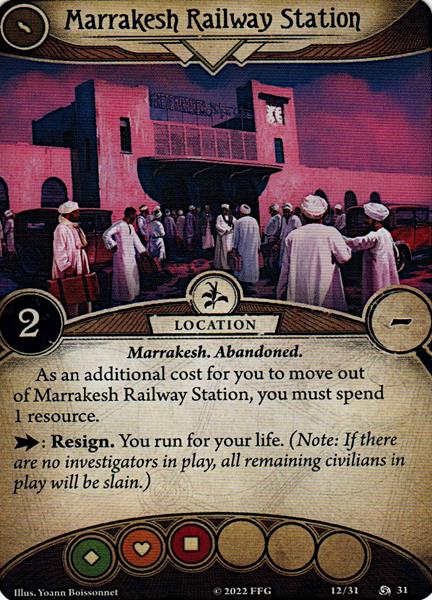 Marrakesh Railway Station
2
LOCATION
–
Marrakesh. Abandoned.
As an additional cost for you to move out
of Marrakesh Railway Station, you must spend
1 resource.
: Resign. You run for your life. (Note: If there
are no investigators in play, all remaining civilians in
play will be slain.)
Illus. Yoann Boissonnet © 2022 FFG 12/31 31